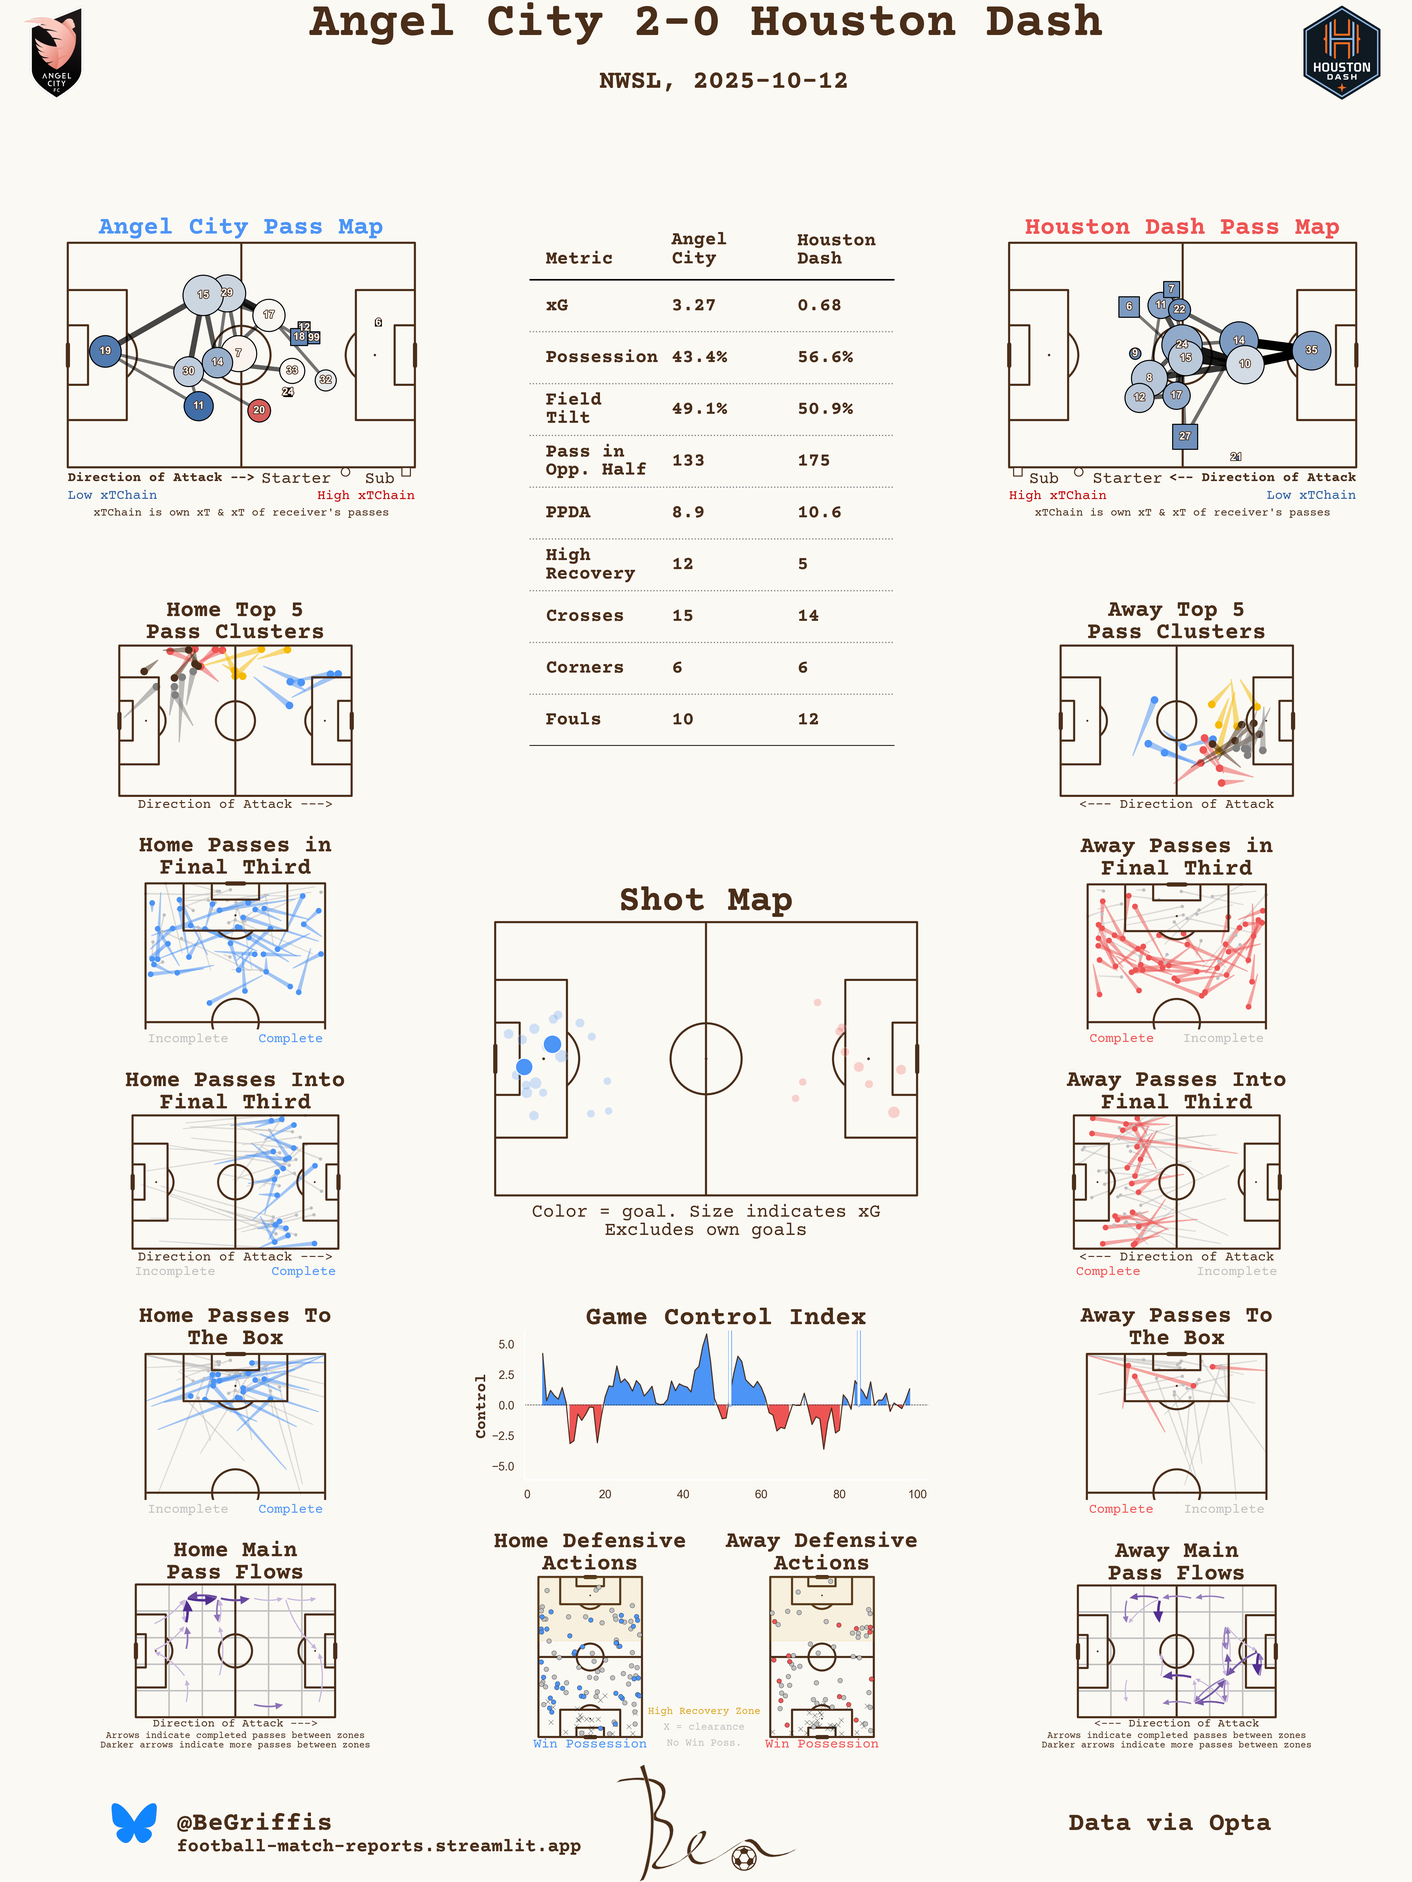 Angel City 2-0 Houston Dash
NWSL, 2025-10-12
ANGEL
CITY
FC
HOUSTON
DASH
Angel City Pass Map
15
29
17
12
18
99
6
19
7
14
30
33
32
24
11
20
Direction of Attack --> Starter Sub
Low xTChain High xTChain
xTChain is own xT & xT of receiver's passes
Metric Angel City Houston Dash
xG 3.27 0.68
Possession 43.4% 56.6%
Field Tilt 49.1% 50.9%
Pass in Opp. Half 133 175
PPDA 8.9 10.6
High Recovery 12 5
Crosses 15 14
Corners 6 6
Fouls 10 12
Houston Dash Pass Map
7
6
11
22
24
14
35
9
15
10
8
12
17
27
21
Sub Starter <-- Direction of Attack
High xTChain Low xTChain
xTChain is own xT & xT of receiver's passes
Home Top 5
Pass Clusters
Direction of Attack --->
Away Top 5
Pass Clusters
<--- Direction of Attack
Home Passes in
Final Third
Incomplete Complete
Away Passes in
Final Third
Complete Incomplete
Shot Map
Color = goal. Size indicates xG
Excludes own goals
Home Passes Into
Final Third
Direction of Attack --->
Incomplete Complete
Away Passes Into
Final Third
<--- Direction of Attack
Complete Incomplete
Home Passes To
The Box
Incomplete Complete
Game Control Index
Control
5.0
2.5
0.0
−2.5
−5.0
0 20 40 60 80 100
Away Passes To
The Box
Complete Incomplete
Home Main
Pass Flows
Direction of Attack --->
Arrows indicate completed passes between zones
Darker arrows indicate more passes between zones
Home Defensive
Actions
Win Possession
Away Defensive
Actions
Win Possession
High Recovery Zone
X = clearance
No Win Poss.
Away Main
Pass Flows
<--- Direction of Attack
Arrows indicate completed passes between zones
Darker arrows indicate more passes between zones
@BeGriffis
football-match-reports.streamlit.app
Ben
Data via Opta